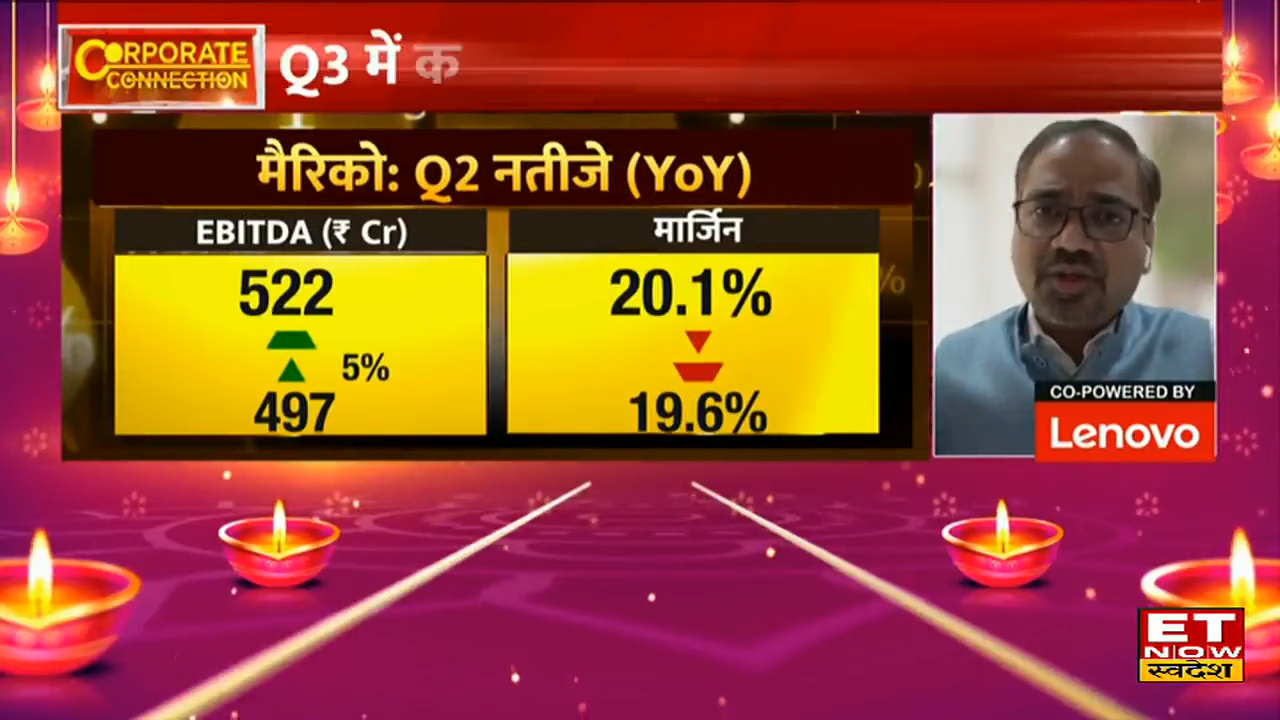 CORPORATE
CONNECTION
Q3 में क
मैरिको: Q2 नतीजे (YoY)
EBITDA (₹ Cr)
522
5%
497
मार्जिन
20.1%
19.6%
%
CO-POWERED BY
Lenovo
ET
NOW
स्वदेश